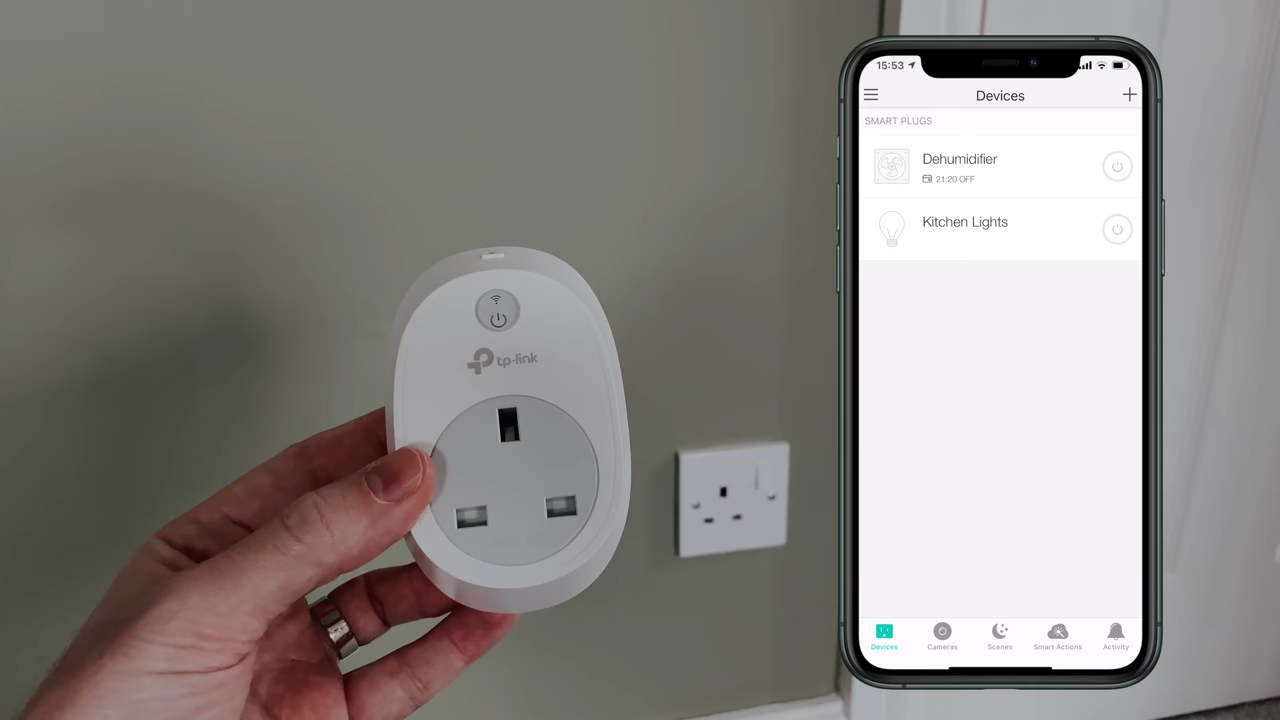 tp-link
15:53
Devices
SMART PLUGS
Dehumidifier
21:20 OFF
Kitchen Lights
Devices
Cameras
Scenes
Smart Actions
Activity